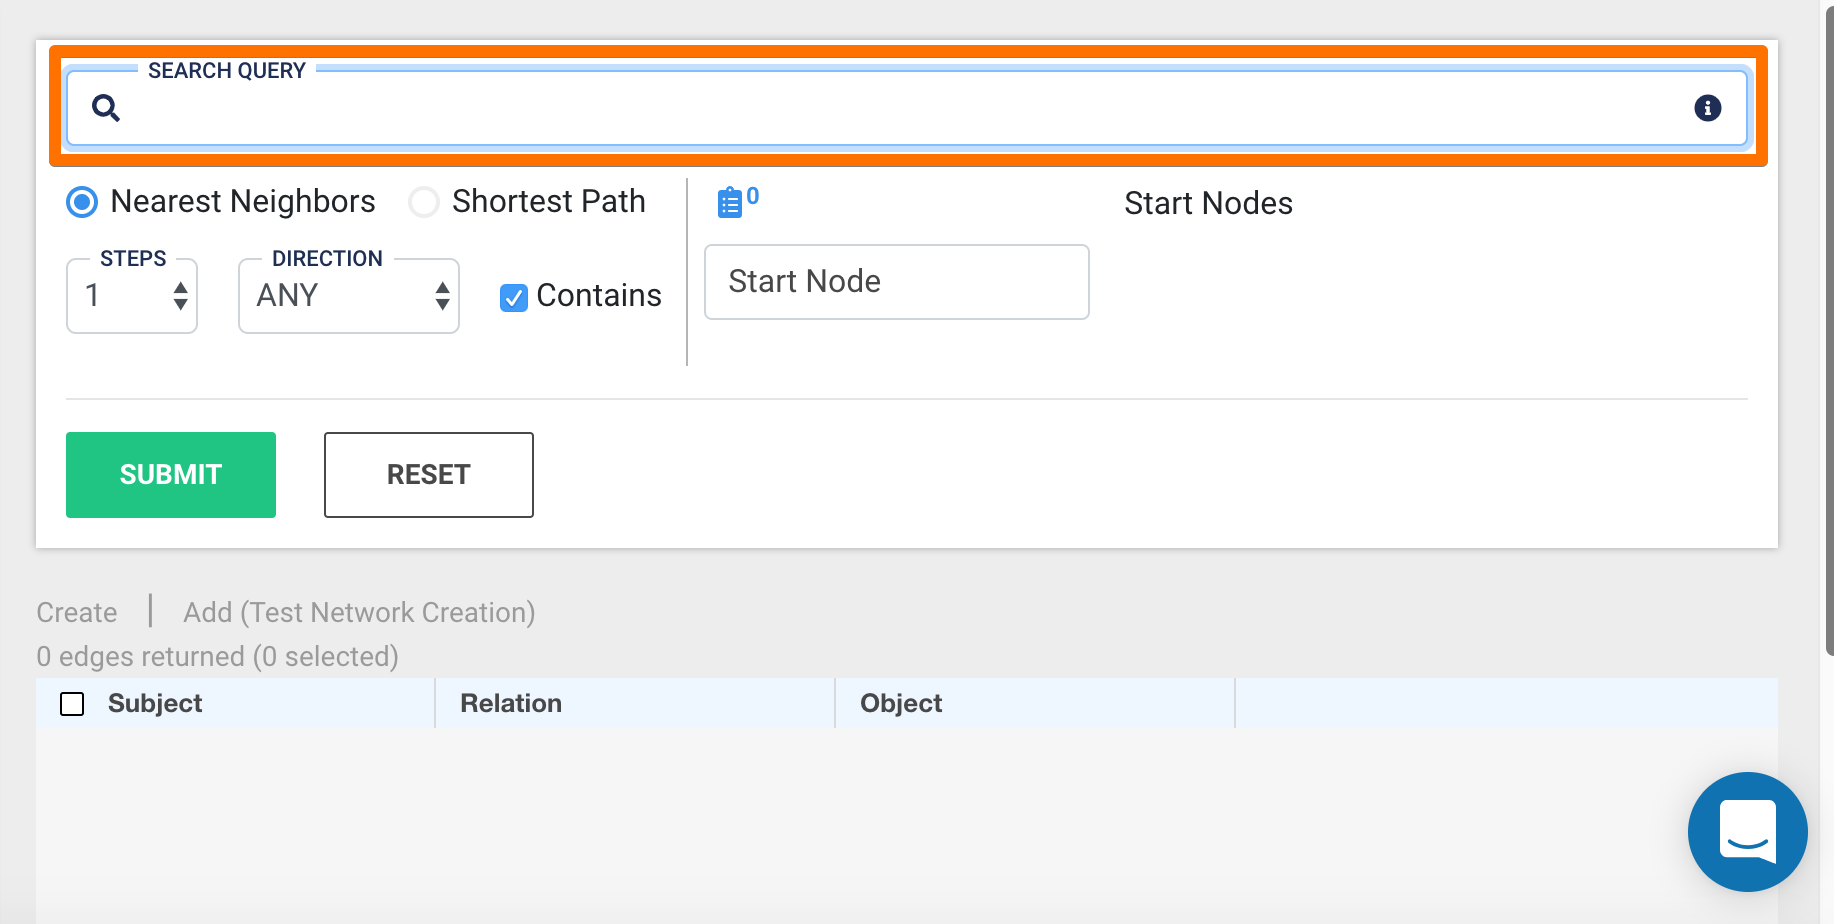 SEARCH QUERY
Nearest Neighbors
Shortest Path
0
Start Nodes
STEPS
1
DIRECTION
ANY
Contains
Start Node
SUBMIT
RESET
Create
Add (Test Network Creation)
0 edges returned (0 selected)
Subject
Relation
Object